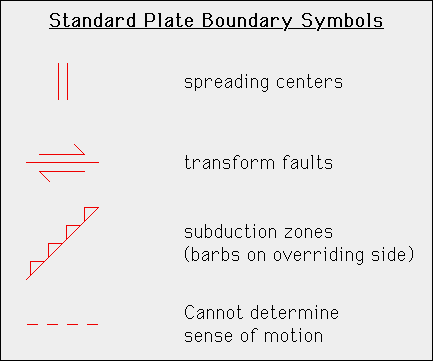 Standard Plate Boundary Symbols
spreading centers
transform faults
subduction zones
(barbs on overriding side)
Cannot determine
sense of motion